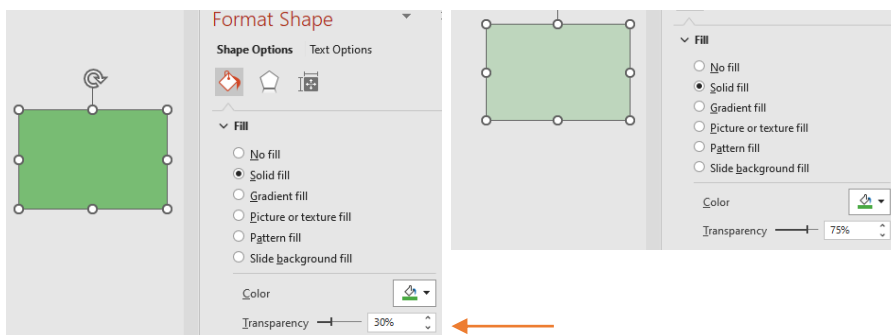 Format Shape
Shape Options Text Options
Fill
No fill
Solid fill
Gradient fill
Picture or texture fill
Pattern fill
Slide background fill
Color
Transparency 30%
Fill
No fill
Solid fill
Gradient fill
Picture or texture fill
Pattern fill
Slide background fill
Color
Transparency 75%